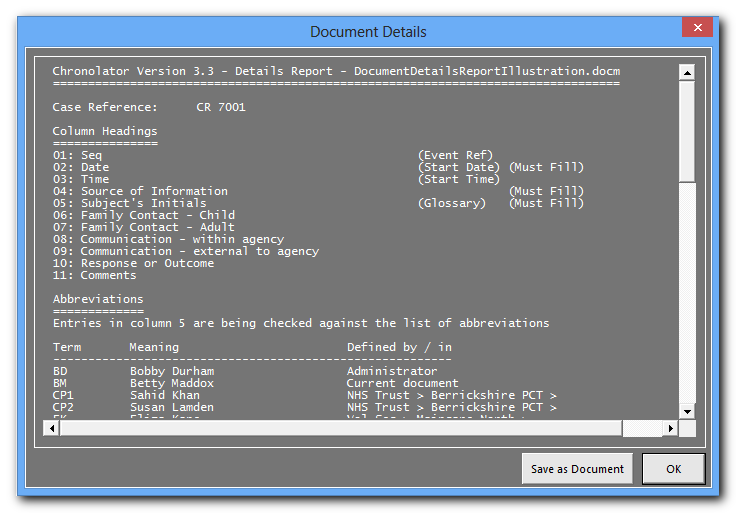 Document Details
Chronolator Version 3.3 - Details Report - DocumentDetailsReportIllustration.docm
=================================================================================
Case Reference: CR 7001
Column Headings
===============
01: Seq (Event Ref)
02: Date (Start Date) (Must Fill)
03: Time (Start Time)
04: Source of Information (Must Fill)
05: Subject's Initials (Glossary) (Must Fill)
06: Family Contact - Child
07: Family Contact - Adult
08: Communication - within agency
09: Communication - external to agency
10: Response or Outcome
11: Comments
Abbreviations
=============
Entries in column 5 are being checked against the list of abbreviations
Term Meaning Defined by / in
---------------------------------------------------------
BD Bobby Durham Administrator
BM Betty Maddox Current document
CP1 Sahid Khan NHS Trust > Berrickshire PCT >
CP2 Susan Lamden NHS Trust > Berrickshire PCT >
Save as Document OK